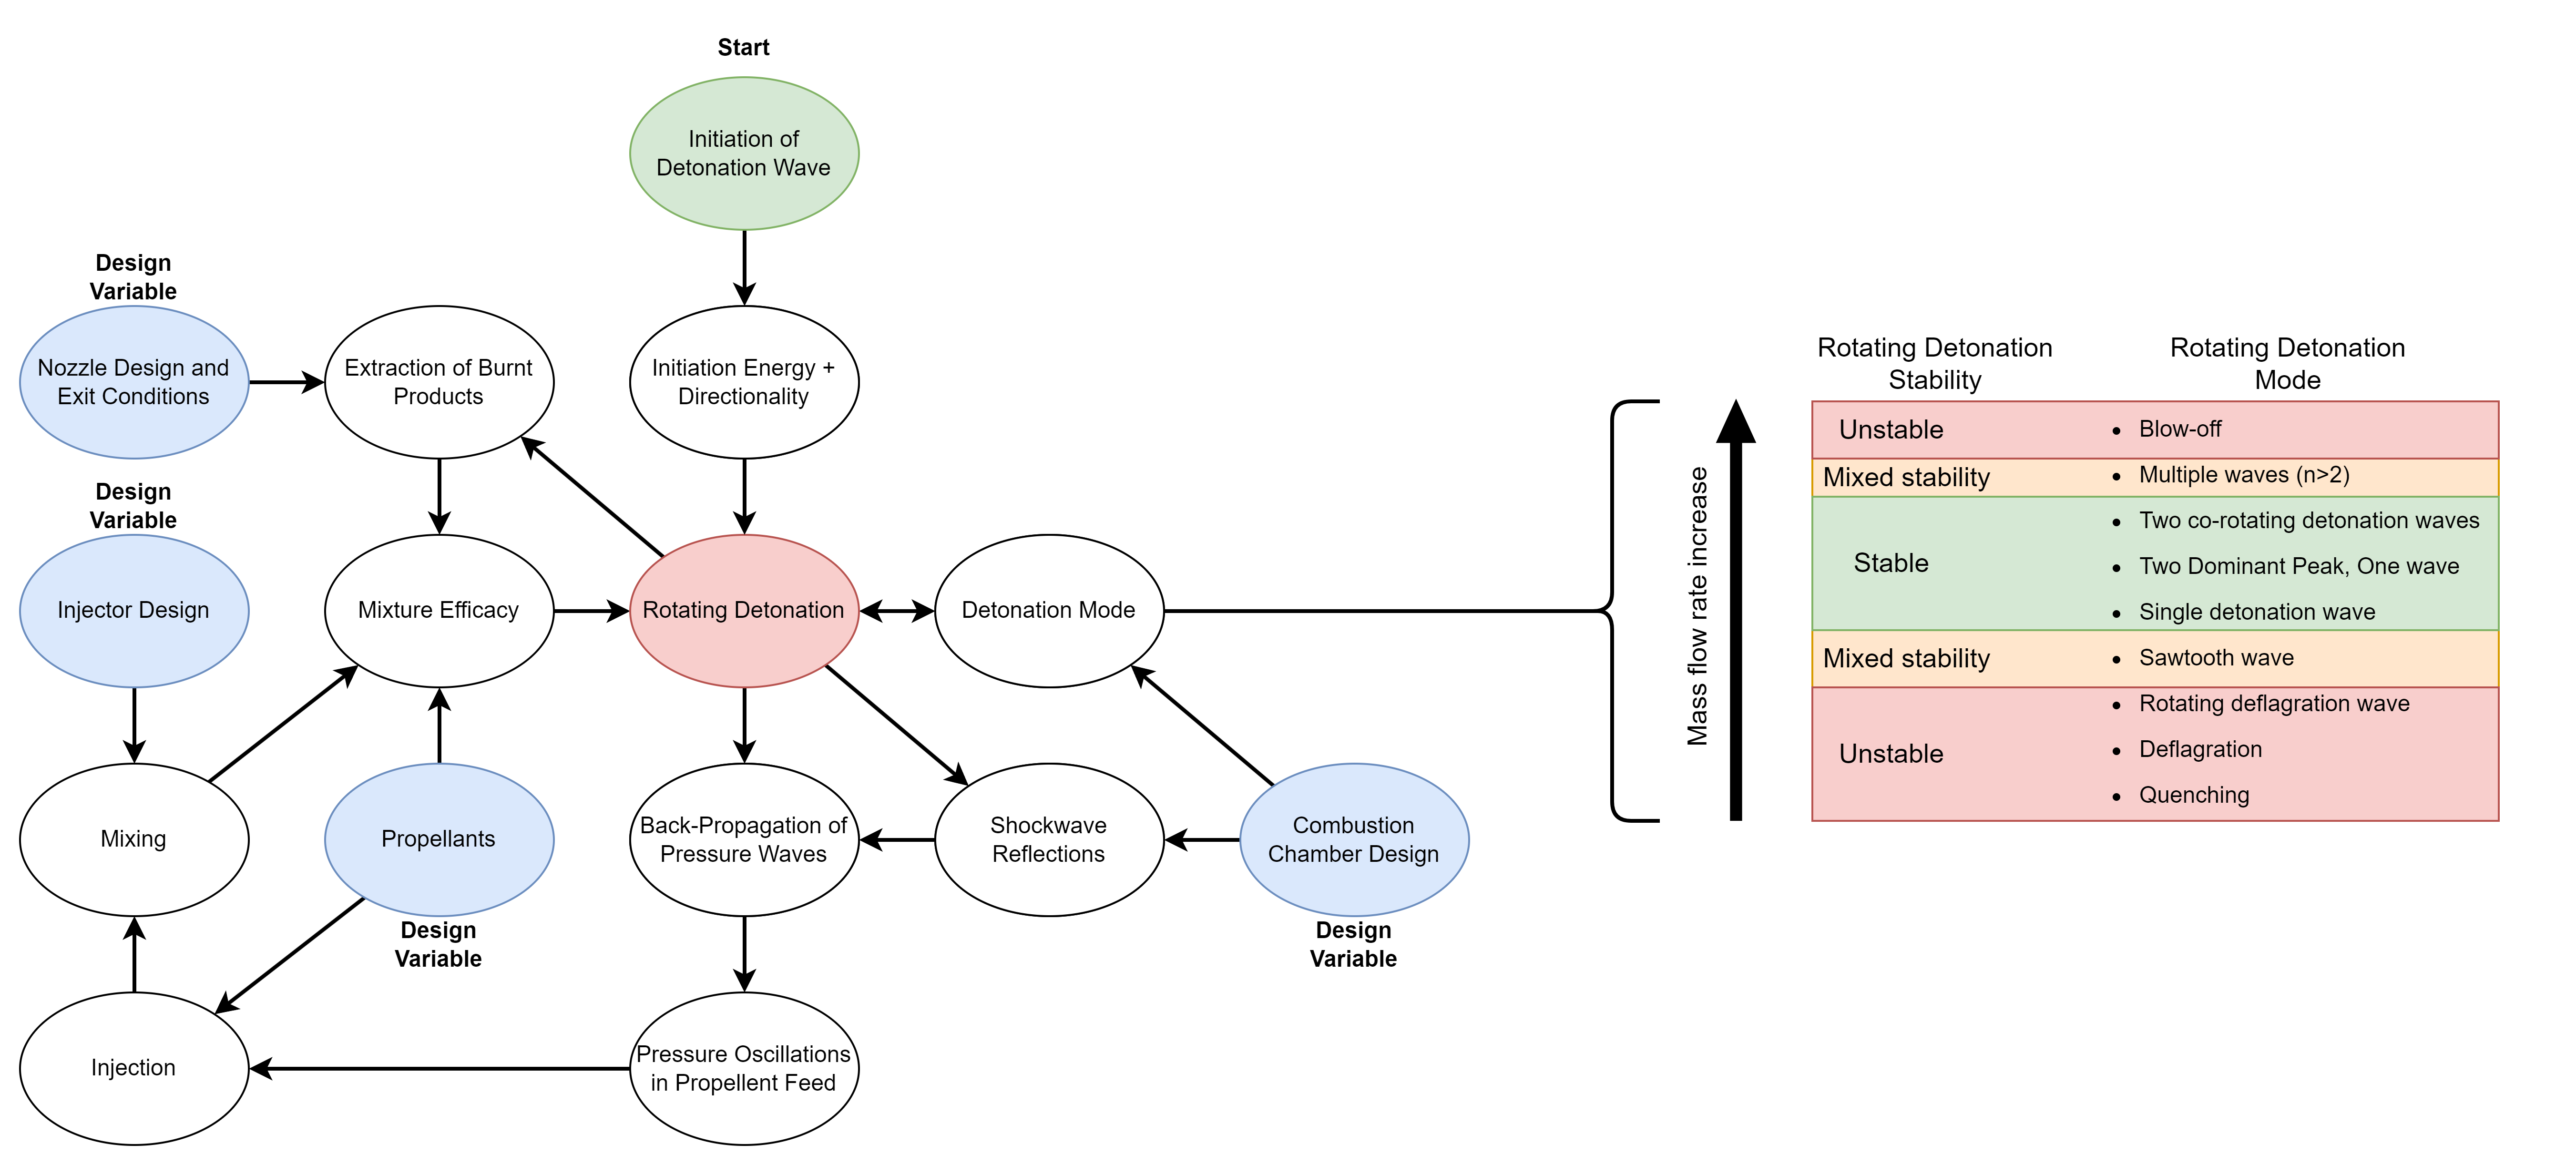 Start
Initiation of
Detonation Wave
Design
Variable
Nozzle Design and
Exit Conditions
Extraction of Burnt
Products
Initiation Energy +
Directionality
Design
Variable
Injector Design
Mixture Efficacy
Rotating Detonation
Detonation Mode
Mixing
Propellants
Design
Variable
Back-Propagation of
Pressure Waves
Shockwave
Reflections
Combustion
Chamber Design
Design
Variable
Injection
Pressure Oscillations
in Propellent Feed
Mass flow rate increase
Rotating Detonation
Stability
Rotating Detonation
Mode
Unstable
• Blow-off
Mixed stability
• Multiple waves (n>2)
Stable
• Two co-rotating detonation waves
• Two Dominant Peak, One wave
• Single detonation wave
Mixed stability
• Sawtooth wave
Unstable
• Rotating deflagration wave
• Deflagration
• Quenching